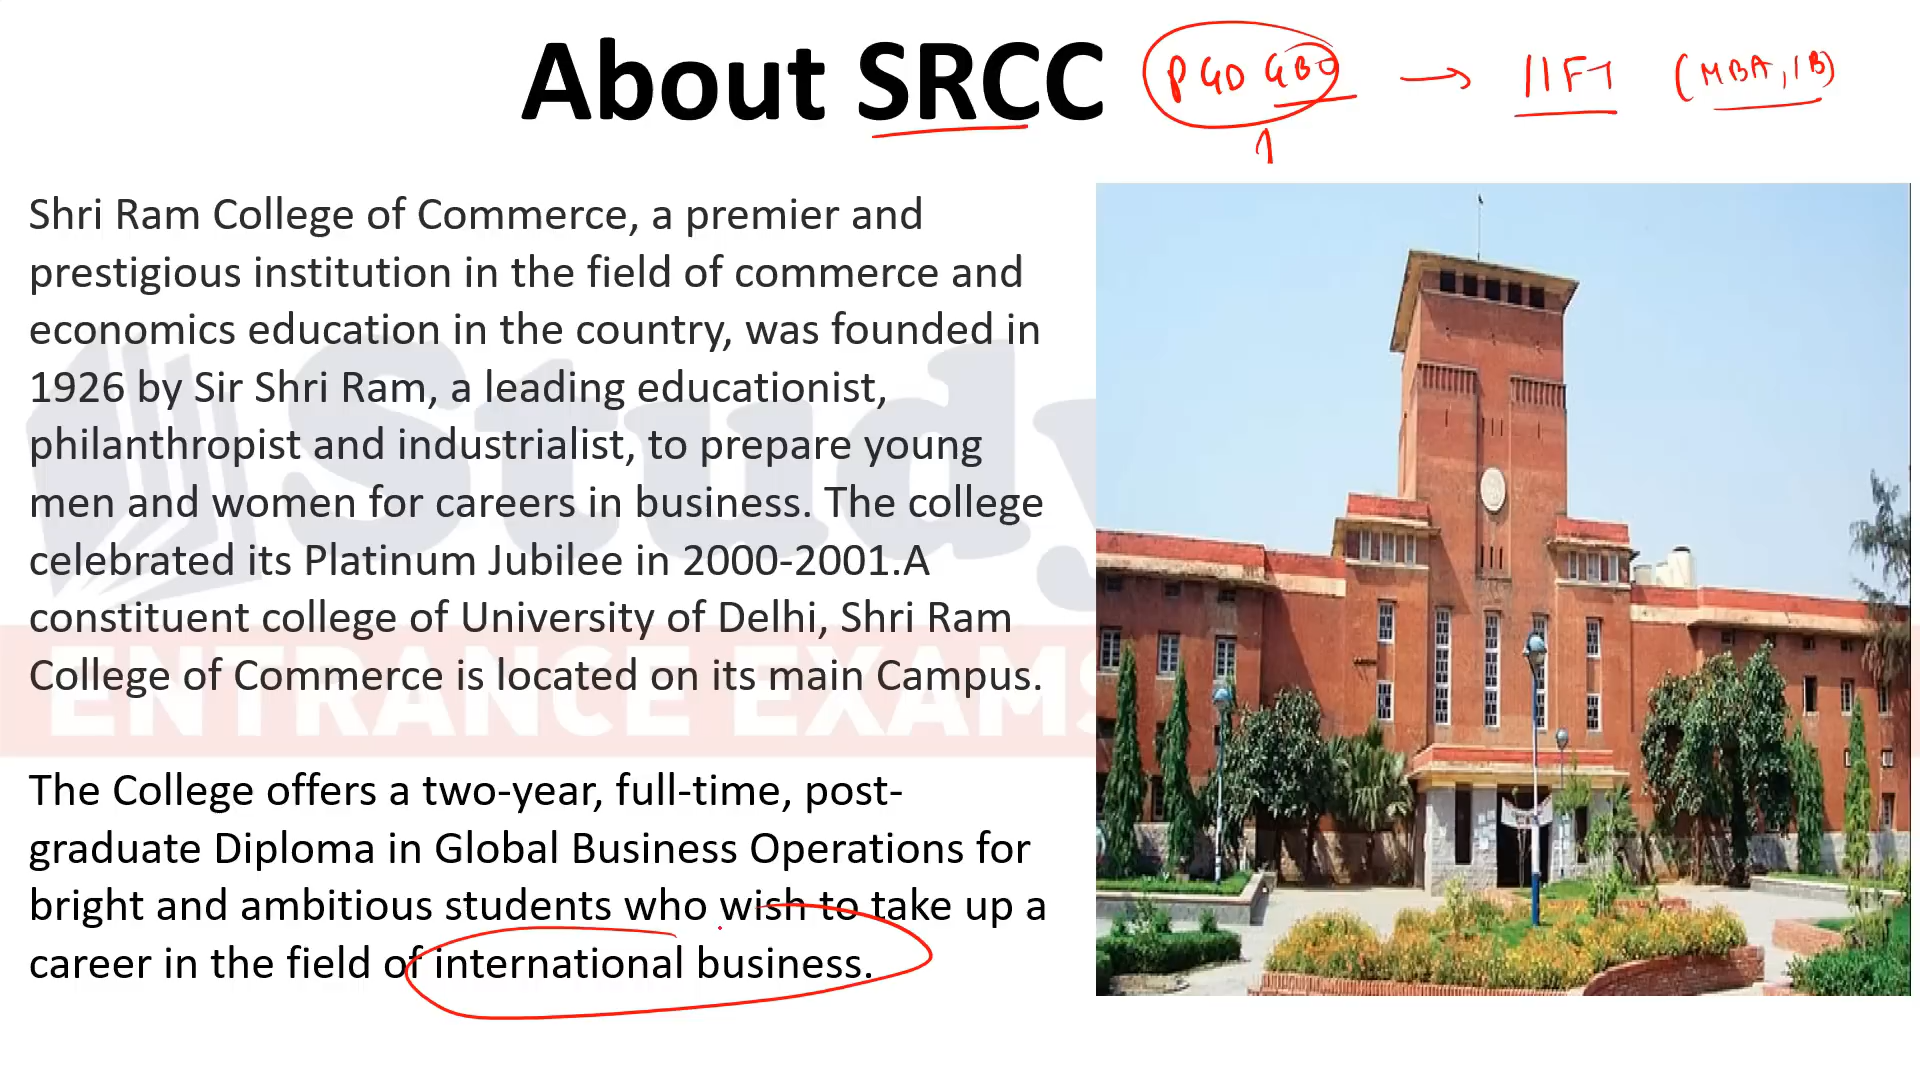 About SRCC PGD GBO → IIFT (MBA, IB)
Shri Ram College of Commerce, a premier and
prestigious institution in the field of commerce and
economics education in the country, was founded in
1926 by Sir Shri Ram, a leading educationist,
philanthropist and industrialist, to prepare young
men and women for careers in business. The college
celebrated its Platinum Jubilee in 2000-2001.A
constituent college of University of Delhi, Shri Ram
College of Commerce is located on its main Campus.
Study
ENTRANCE EXAMS
The College offers a two-year, full-time, post-
graduate Diploma in Global Business Operations for
bright and ambitious students who wish to take up a
career in the field of international business.